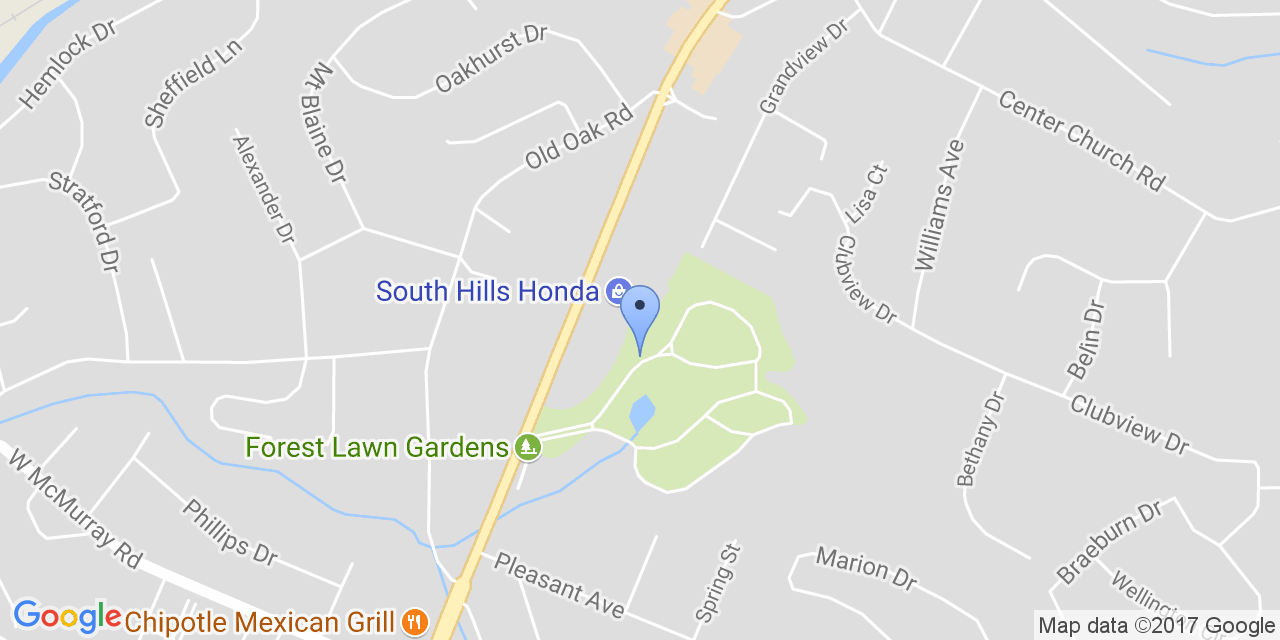 Hemlock Dr
Sheffield Ln
Mt Blaine Dr
Oakhurst Dr
Old Oak Rd
Grandview Dr
Center Church Rd
Williams Ave
Lisa Ct
Clubview Dr
Alexander Dr
Stratford Dr
South Hills Honda
Belin Dr
Clubview Dr
Bethany Dr
Forest Lawn Gardens
W McMurray Rd
Phillips Dr
Pleasant Ave
Spring St
Marion Dr
Braeburn Dr
Wellington Cir
Google
Chipotle Mexican Grill
Map data ©2017 Google